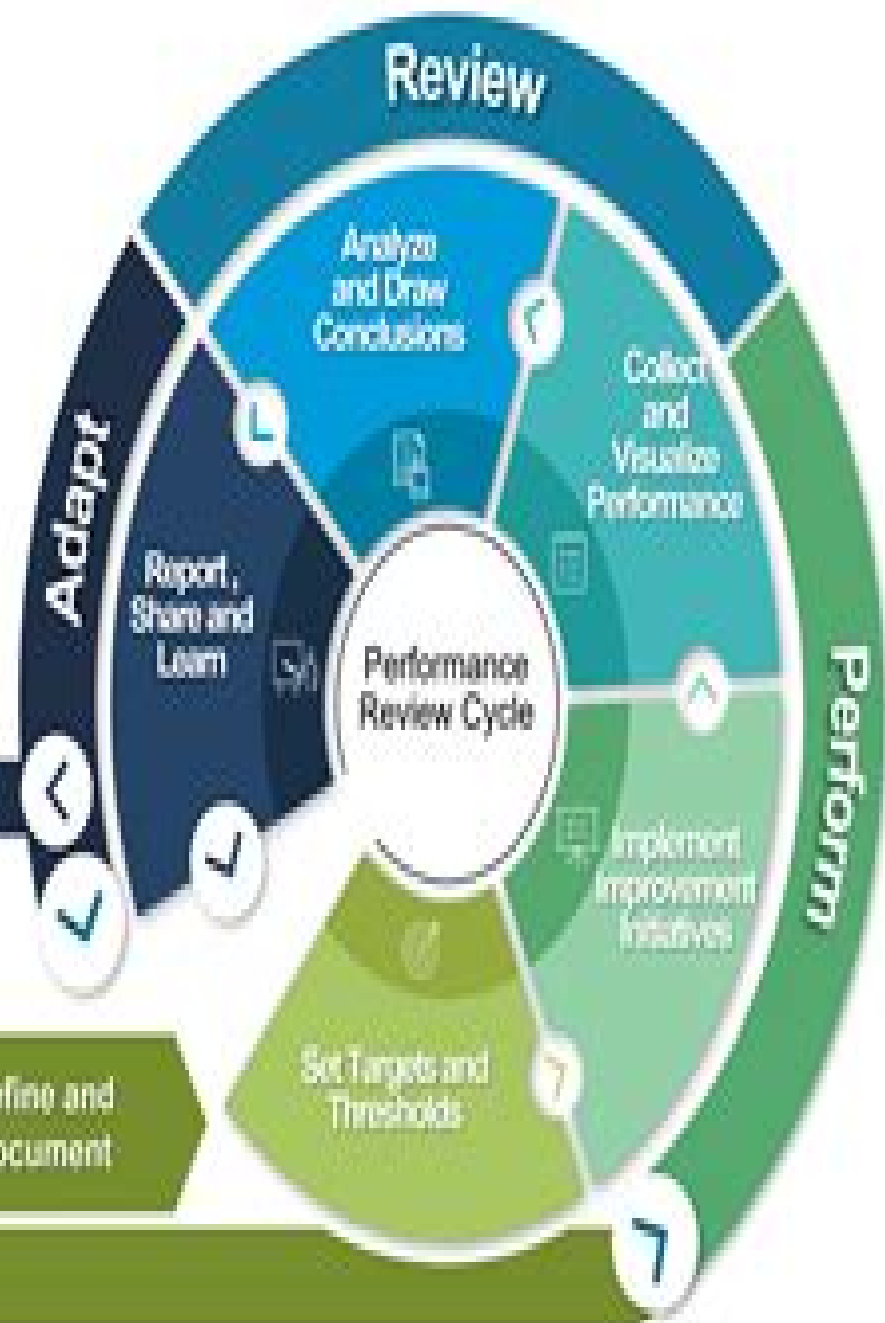 Review
Analyze
and Draw
Conclusions
Collect
and
Visualize
Performance
Adapt
Report,
Share and
Learn
Performance
Review Cycle
Perform
Implement
Improvement
Initiatives
Set Targets and
Thresholds
efine and
ocument